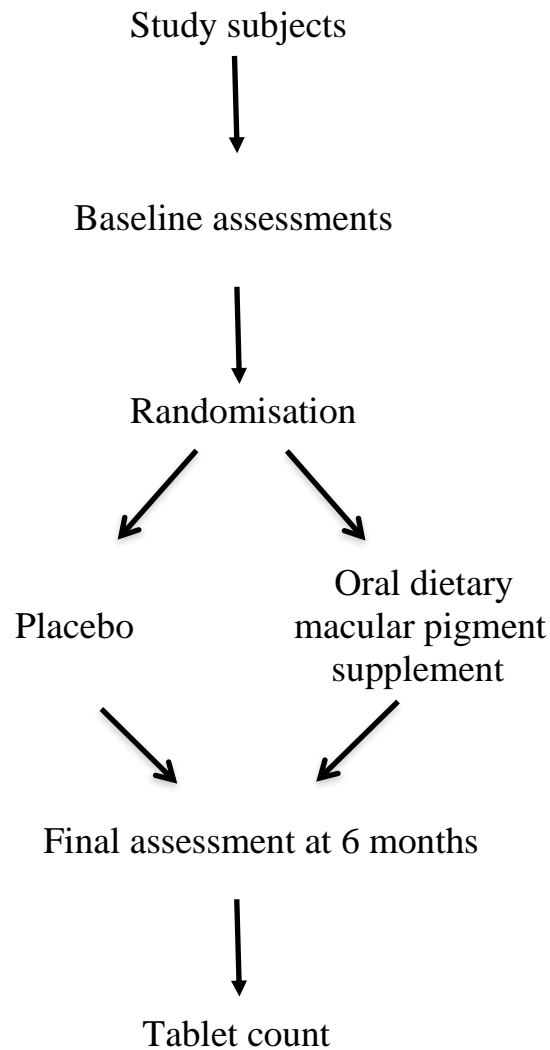 Study subjects
Baseline assessments
Randomisation
Placebo
Oral dietary
macular pigment
supplement
Final assessment at 6 months
Tablet count